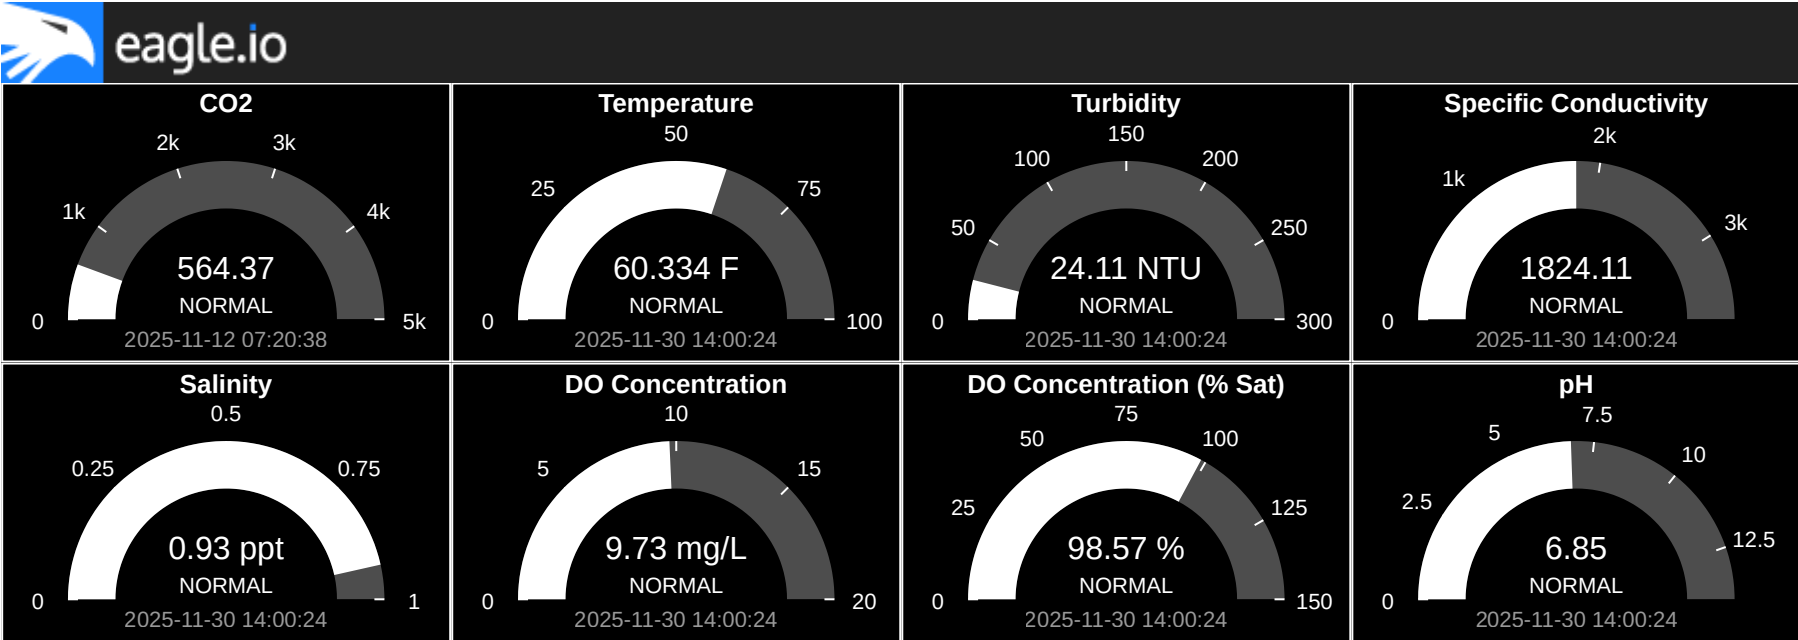 eagle.io
CO2
2k
3k
1k
4k
564.37
NORMAL
0
5k
2025-11-12 07:20:38
Temperature
50
25
75
60.334 F
NORMAL
0
100
2025-11-30 14:00:24
Turbidity
150
100
200
50
250
24.11 NTU
NORMAL
0
300
2025-11-30 14:00:24
Specific Conductivity
2k
1k
3k
1824.11
NORMAL
0
2025-11-30 14:00:24
Salinity
0.5
0.25
0.75
0.93 ppt
NORMAL
0
1
2025-11-30 14:00:24
DO Concentration
10
5
15
9.73 mg/L
NORMAL
0
20
2025-11-30 14:00:24
DO Concentration (% Sat)
75
50
100
25
125
98.57 %
NORMAL
0
150
2025-11-30 14:00:24
pH
7.5
5
10
2.5
12.5
6.85
NORMAL
0
2025-11-30 14:00:24